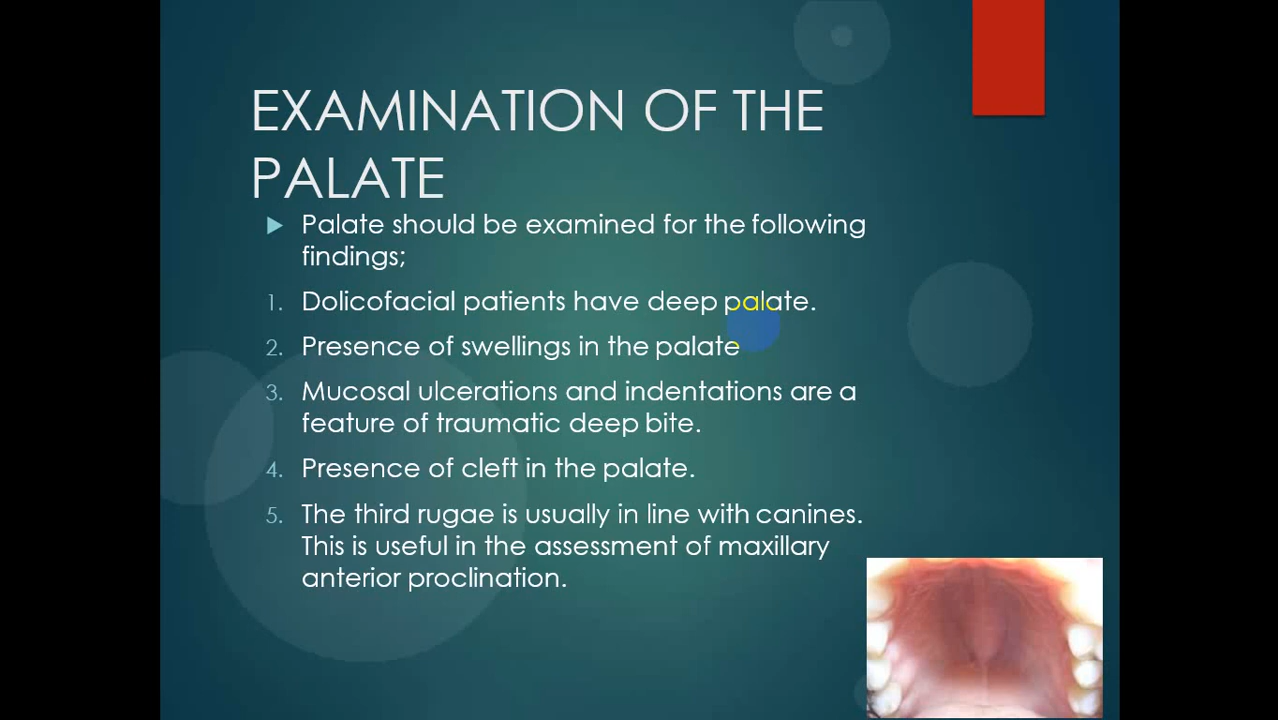 EXAMINATION OF THE
PALATE
Palate should be examined for the following
findings;
1. Dolicofacial patients have deep palate.
2. Presence of swellings in the palate
3. Mucosal ulcerations and indentations are a
feature of traumatic deep bite.
4. Presence of cleft in the palate.
5. The third rugae is usually in line with canines.
This is useful in the assessment of maxillary
anterior proclination.